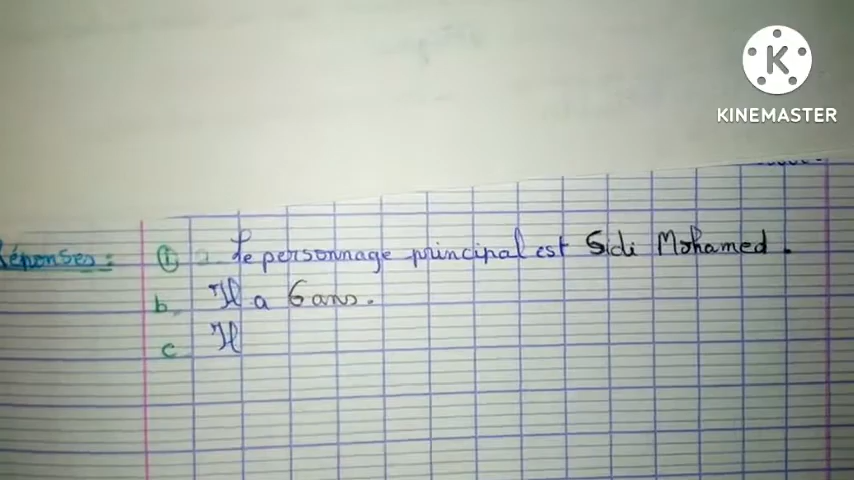 KINEMASTER
Réponses : ① a Le personnage principal est Sidi Mohamed.
b Il a 6 ans.
c Il